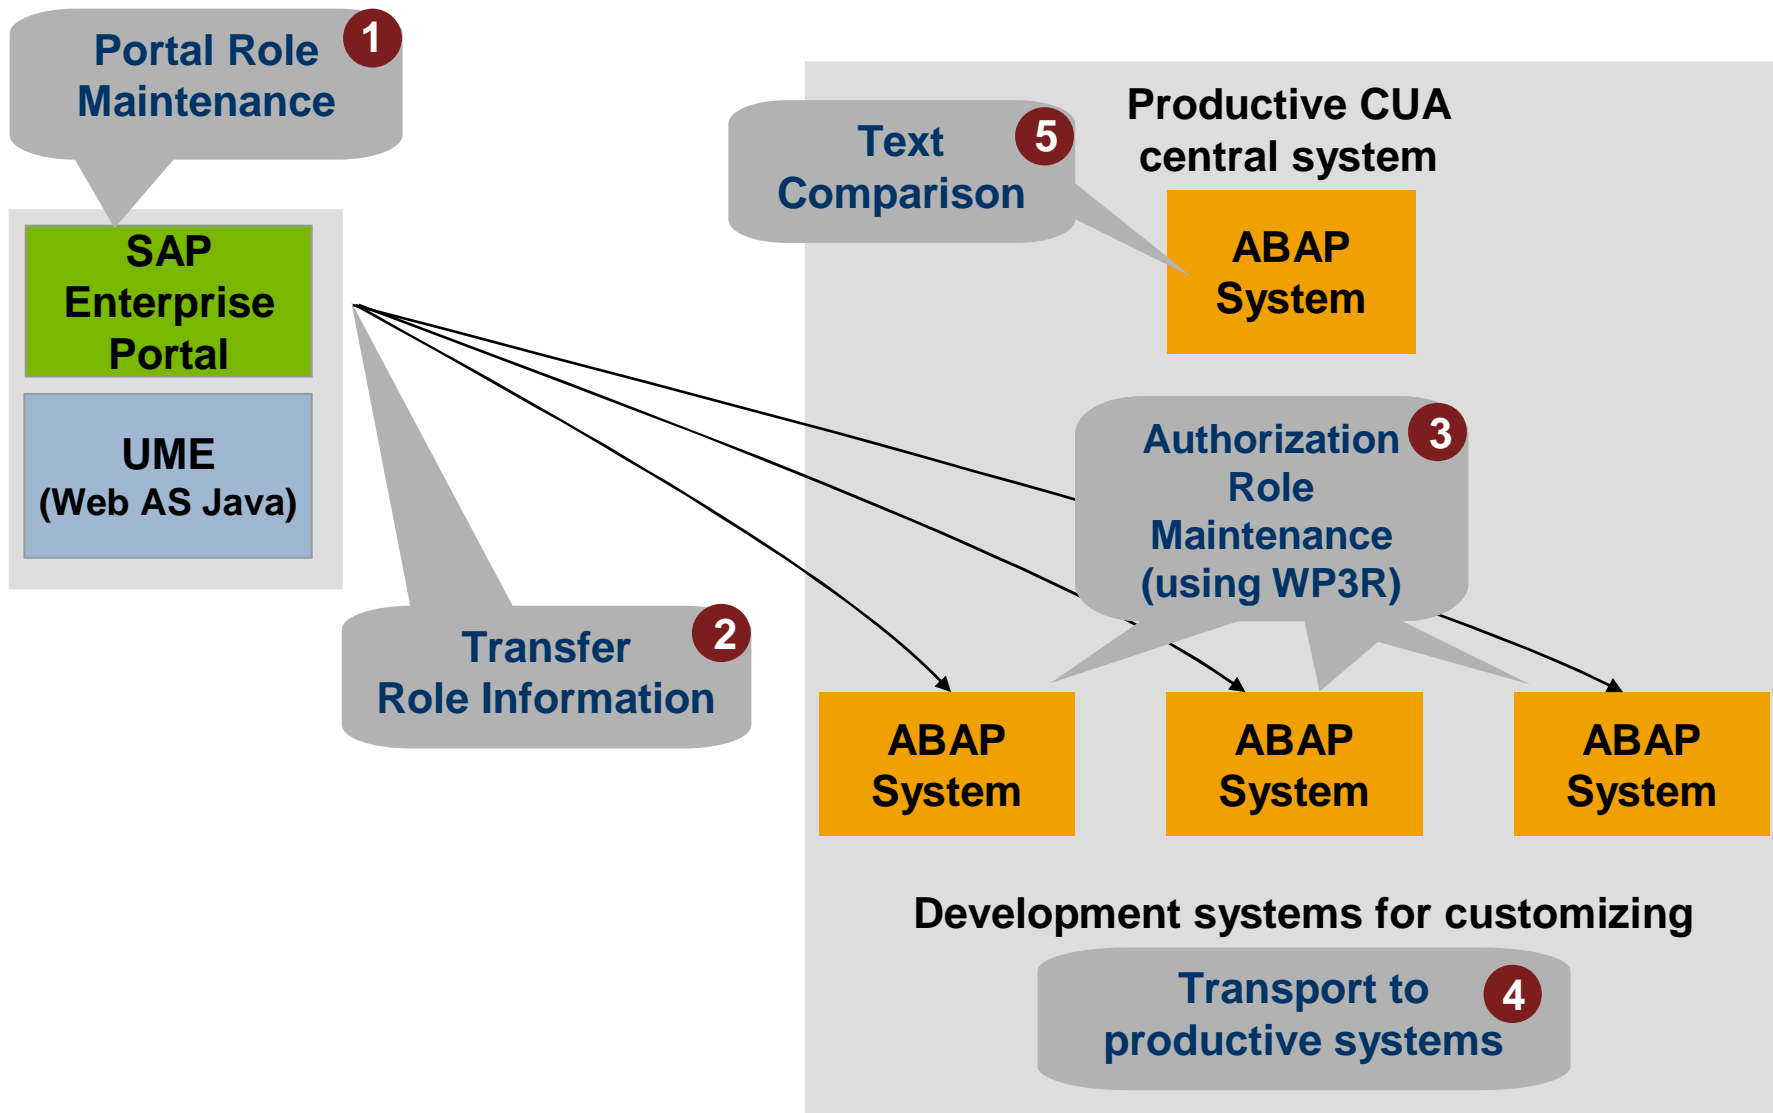 1
Portal Role
Maintenance
SAP
Enterprise
Portal
UME
(Web AS Java)
2
Transfer
Role Information
5
Text
Comparison
Productive CUA
central system
ABAP
System
3
Authorization
Role
Maintenance
(using WP3R)
ABAP
System
ABAP
System
ABAP
System
Development systems for customizing
4
Transport to
productive systems